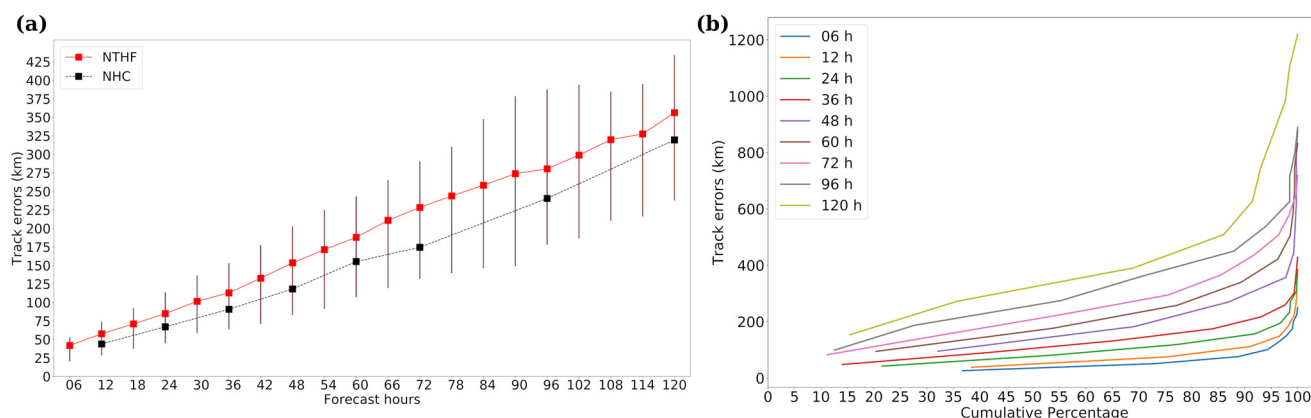 (a)
NTHF
NHC
Track errors (km)
425
400
375
350
325
300
275
250
225
200
175
150
125
100
75
50
25
0
06 12 18 24 30 36 42 48 54 60 66 72 78 84 90 96 102 108 114 120
Forecast hours
(b)
06 h
12 h
24 h
36 h
48 h
60 h
72 h
96 h
120 h
Track errors (km)
1200
1000
800
600
400
200
0
0 5 10 15 20 25 30 35 40 45 50 55 60 65 70 75 80 85 90 95 100
Cumulative Percentage